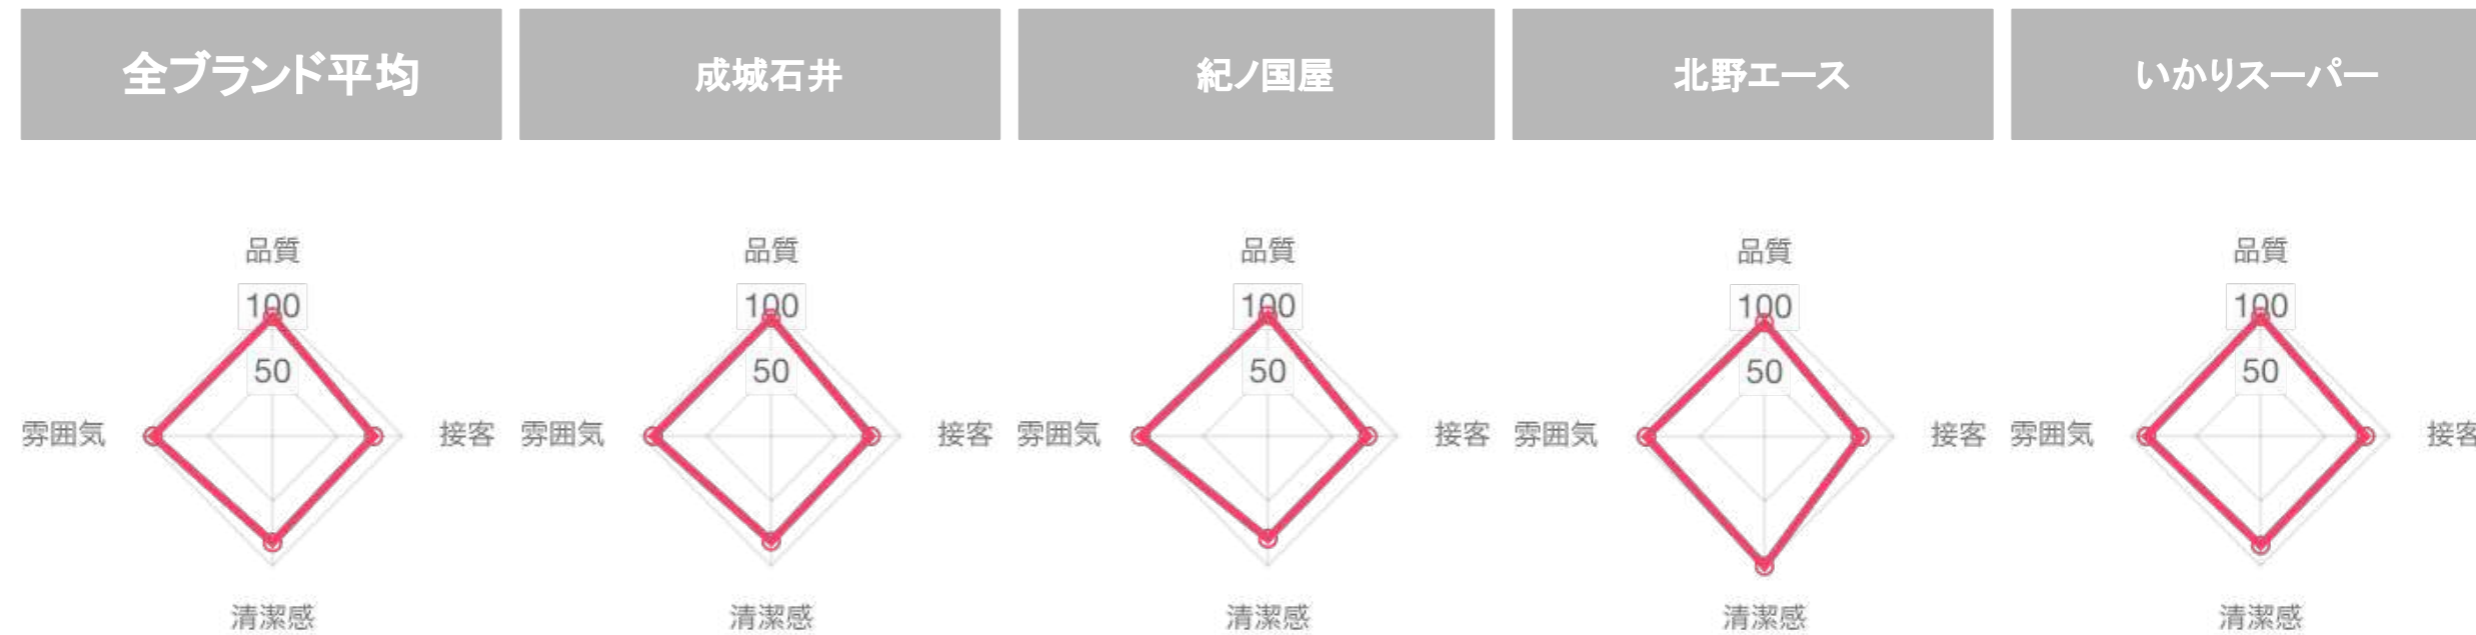 全ブランド平均
成城石井
紀ノ国屋
北野エース
いかりスーパー
品質
100
50
雰囲気
接客
清潔感
品質
100
50
雰囲気
接客
清潔感
品質
100
50
雰囲気
接客
清潔感
品質
100
50
雰囲気
接客
清潔感
品質
100
50
雰囲気
接客
清潔感